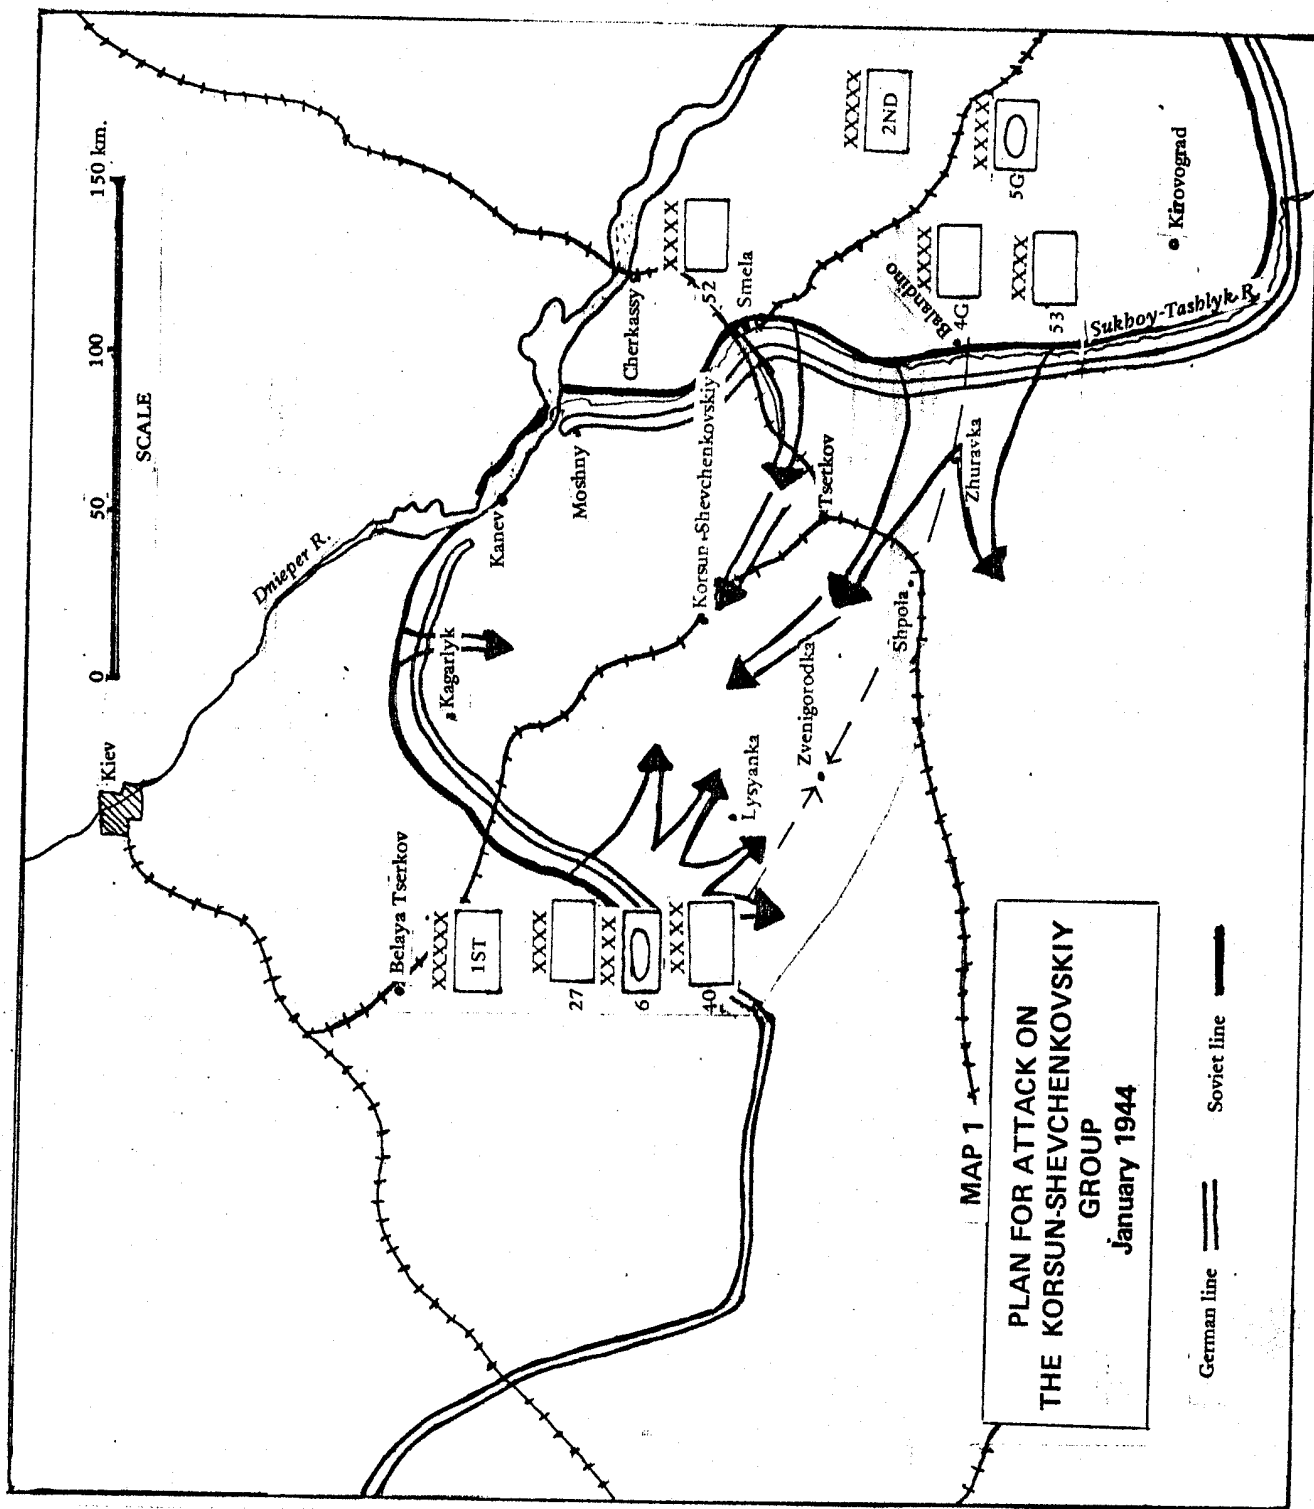 Kiev
Dnieper R.
0
50
100
150 km.
SCALE
Belaya Tserkov
XXXXX
1ST
XXXX
27
XXXX
6
XXXX
40
Kagarlyk
Kanev
Moshny
Cherkassy
XXXX
52
Smela
Korsun-Shevchenkovskiy
Tsetkov
Lysyanka
Zvenigorodka
Shpola
Zhuravka
XXXXX
2ND
XXXX
5G
Balandino
XXXX
4G
XXXX
53
Kirovograd
Sukhoy-Tashlyk R.
MAP 1
PLAN FOR ATTACK ON
THE KORSUN-SHEVCHENKOVSKIY
GROUP
January 1944
German line
Soviet line